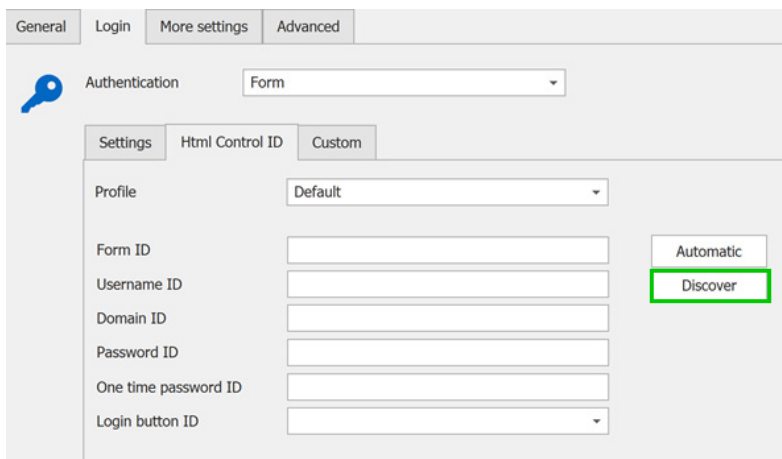 General Login More settings Advanced
Authentication Form
Settings Html Control ID Custom
Profile Default
Form ID Automatic
Username ID Discover
Domain ID
Password ID
One time password ID
Login button ID